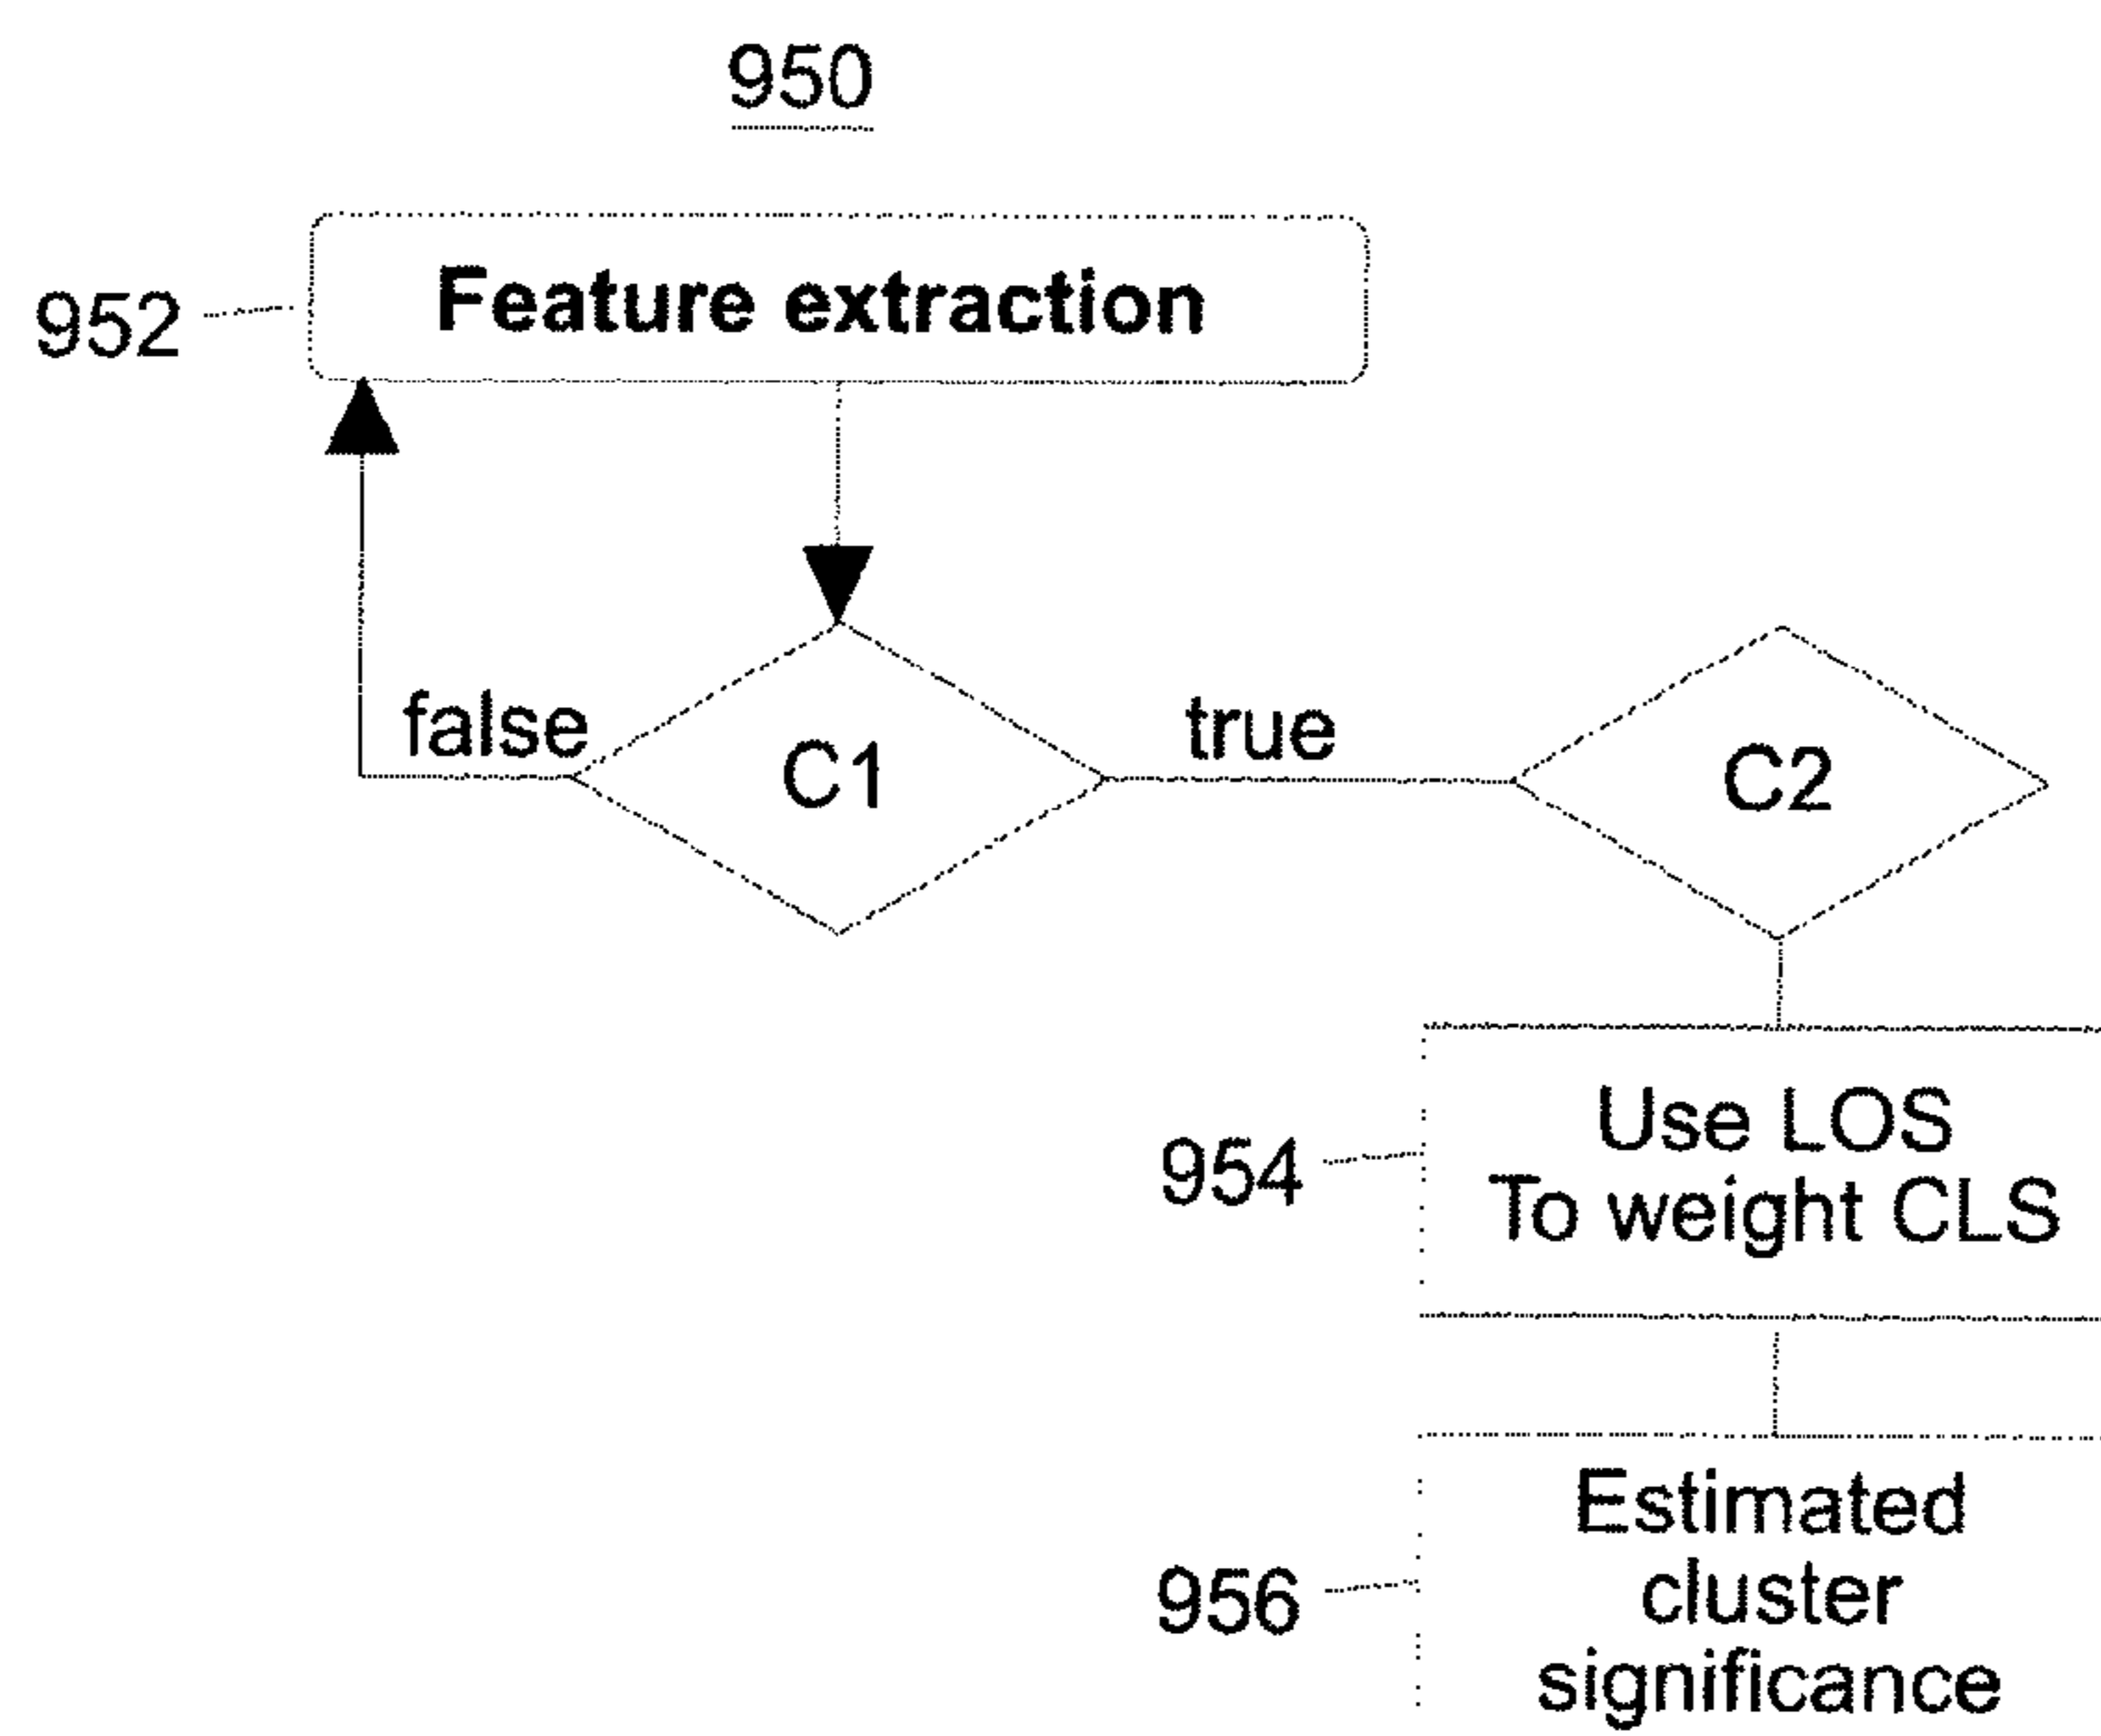 950
952
Feature extraction
false
C1
true
C2
954
Use LOS
To weight CLS
956
Estimated
cluster
significance